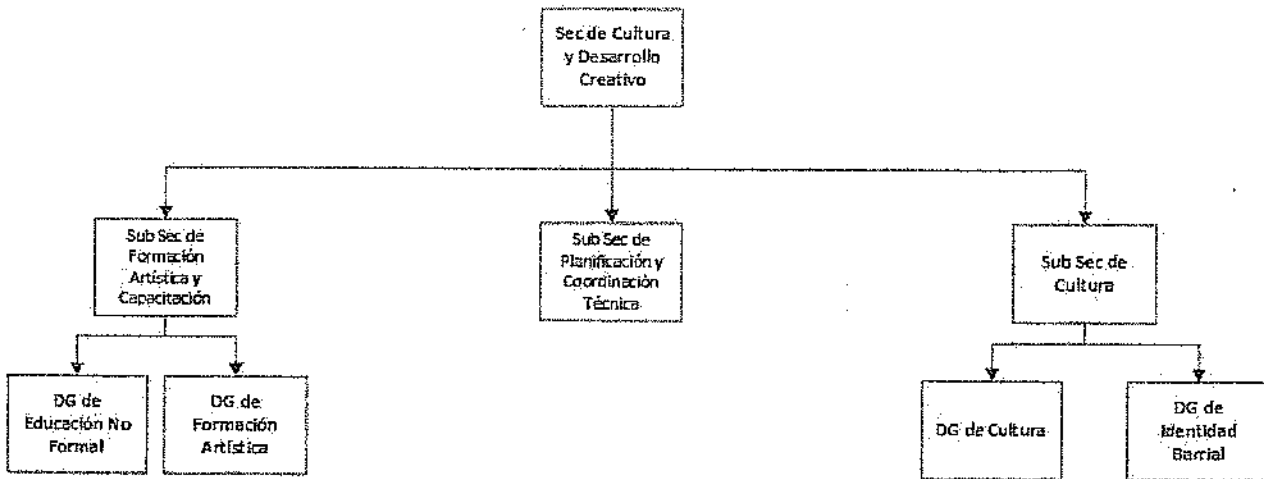 Sec de Cultura
y Desarrollo
Creativo
Sub Sec de
Formación
Artística y
Capacitación
Sub Sec de
Planificación y
Coordinación
Técnica
Sub Sec de
Cultura
DG de
Educación No
Formal
DG de
Formación
Artística
DG de Cultura
DG de
Identidad
Barrial